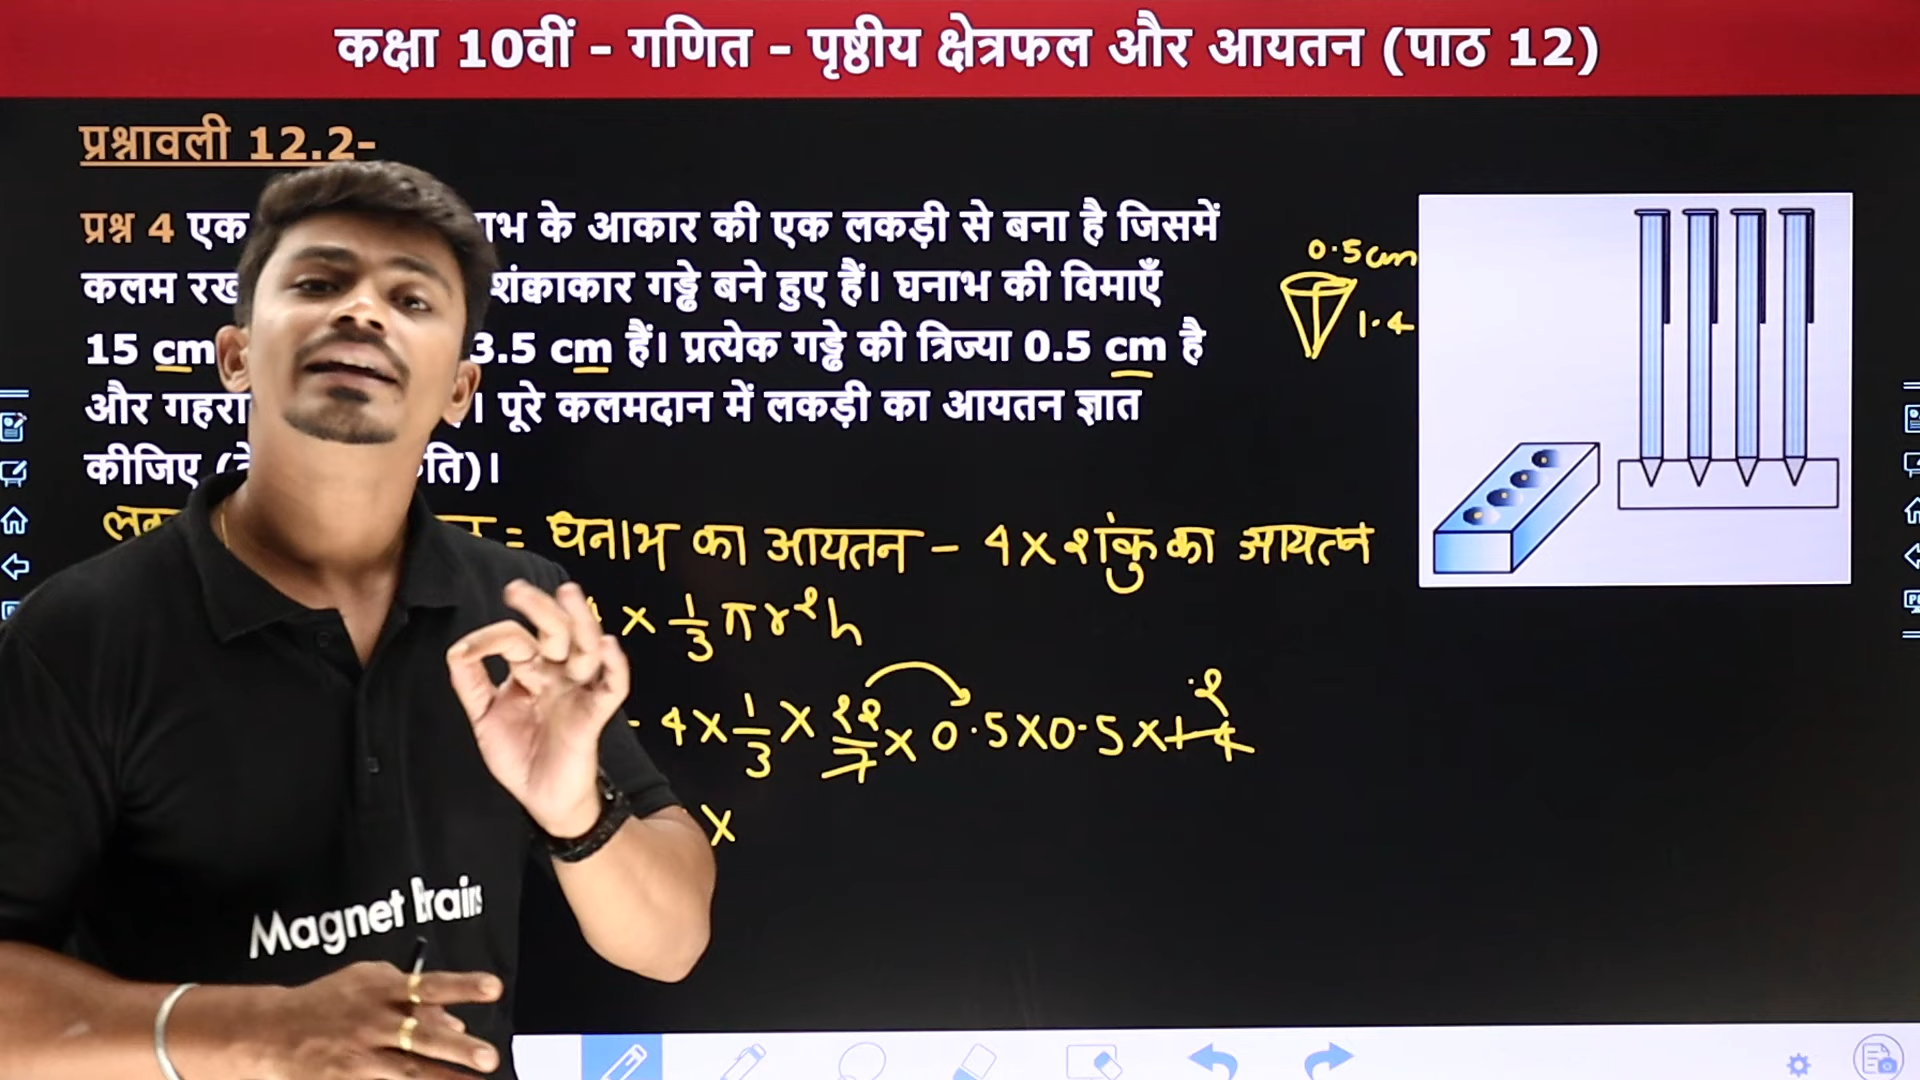 कक्षा 10वीं - गणित - पृष्ठीय क्षेत्रफल और आयतन (पाठ 12)
प्रश्नावली 12.2-
प्रश्न 4 एक के आकार की एक लकड़ी से बना है जिसमें
कलम शंक्वाकार गड्ढे बने हुए हैं। घनाभ की विमाएँ
15 cm 3.5 cm हैं। प्रत्येक गड्ढे की त्रिज्या 0.5 cm है
और । पूरे कलमदान में लकड़ी का आयतन ज्ञात
कीजिए
0.5cm
1.4
= घनाभ का आयतन - 4 x शंकु का आयतन
x 1/3 πr²h
- 4 x 1/3 x 22/7 x 0.5 x 0.5 x 1.4 .2
x
Magnet Brains